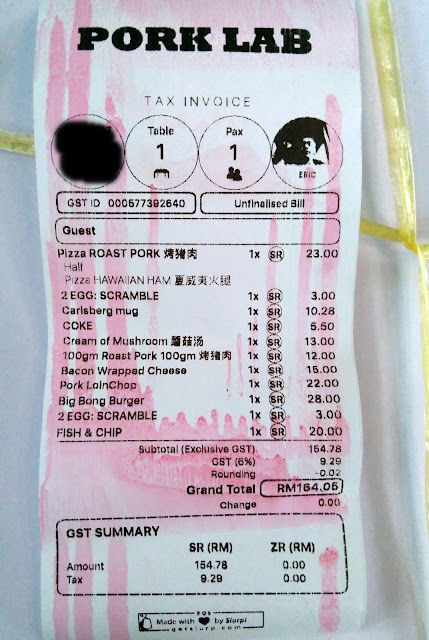 PORK LAB
TAX INVOICE
Table
1
Pax
1
ERIC
GST ID 000577392640
Unfinalised Bill
Guest
Pizza ROAST PORK 烤猪肉 1x SR 23.00
Half
Pizza HAWAIIAN HAM 夏威夷火腿
2 EGG: SCRAMBLE 1x SR 3.00
Carlsberg mug 1x SR 10.28
COKE 1x SR 5.50
Cream of Mushroom 蘑菇汤 1x SR 13.00
100gm Roast Pork 100gm 烤猪肉 1x SR 12.00
Bacon Wrapped Cheese 1x SR 15.00
Pork LoinChop 1x SR 22.00
Big Bong Burger 1x SR 28.00
2 EGG: SCRAMBLE 1x SR 3.00
FISH & CHIP 1x SR 20.00
Subtotal (Exclusive GST) 154.78
GST (6%) 9.29
Rounding -0.02
Grand Total RM164.05
Change 0.00
GST SUMMARY
SR (RM) ZR (RM)
Amount 154.78 0.00
Tax 9.29 0.00
POS
Made with by Slurp!
getslurp.com